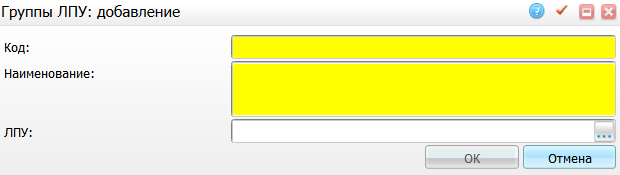 Группы ЛПУ: добавление
Код:
Наименование:
ЛПУ:
...
ОК Отмена